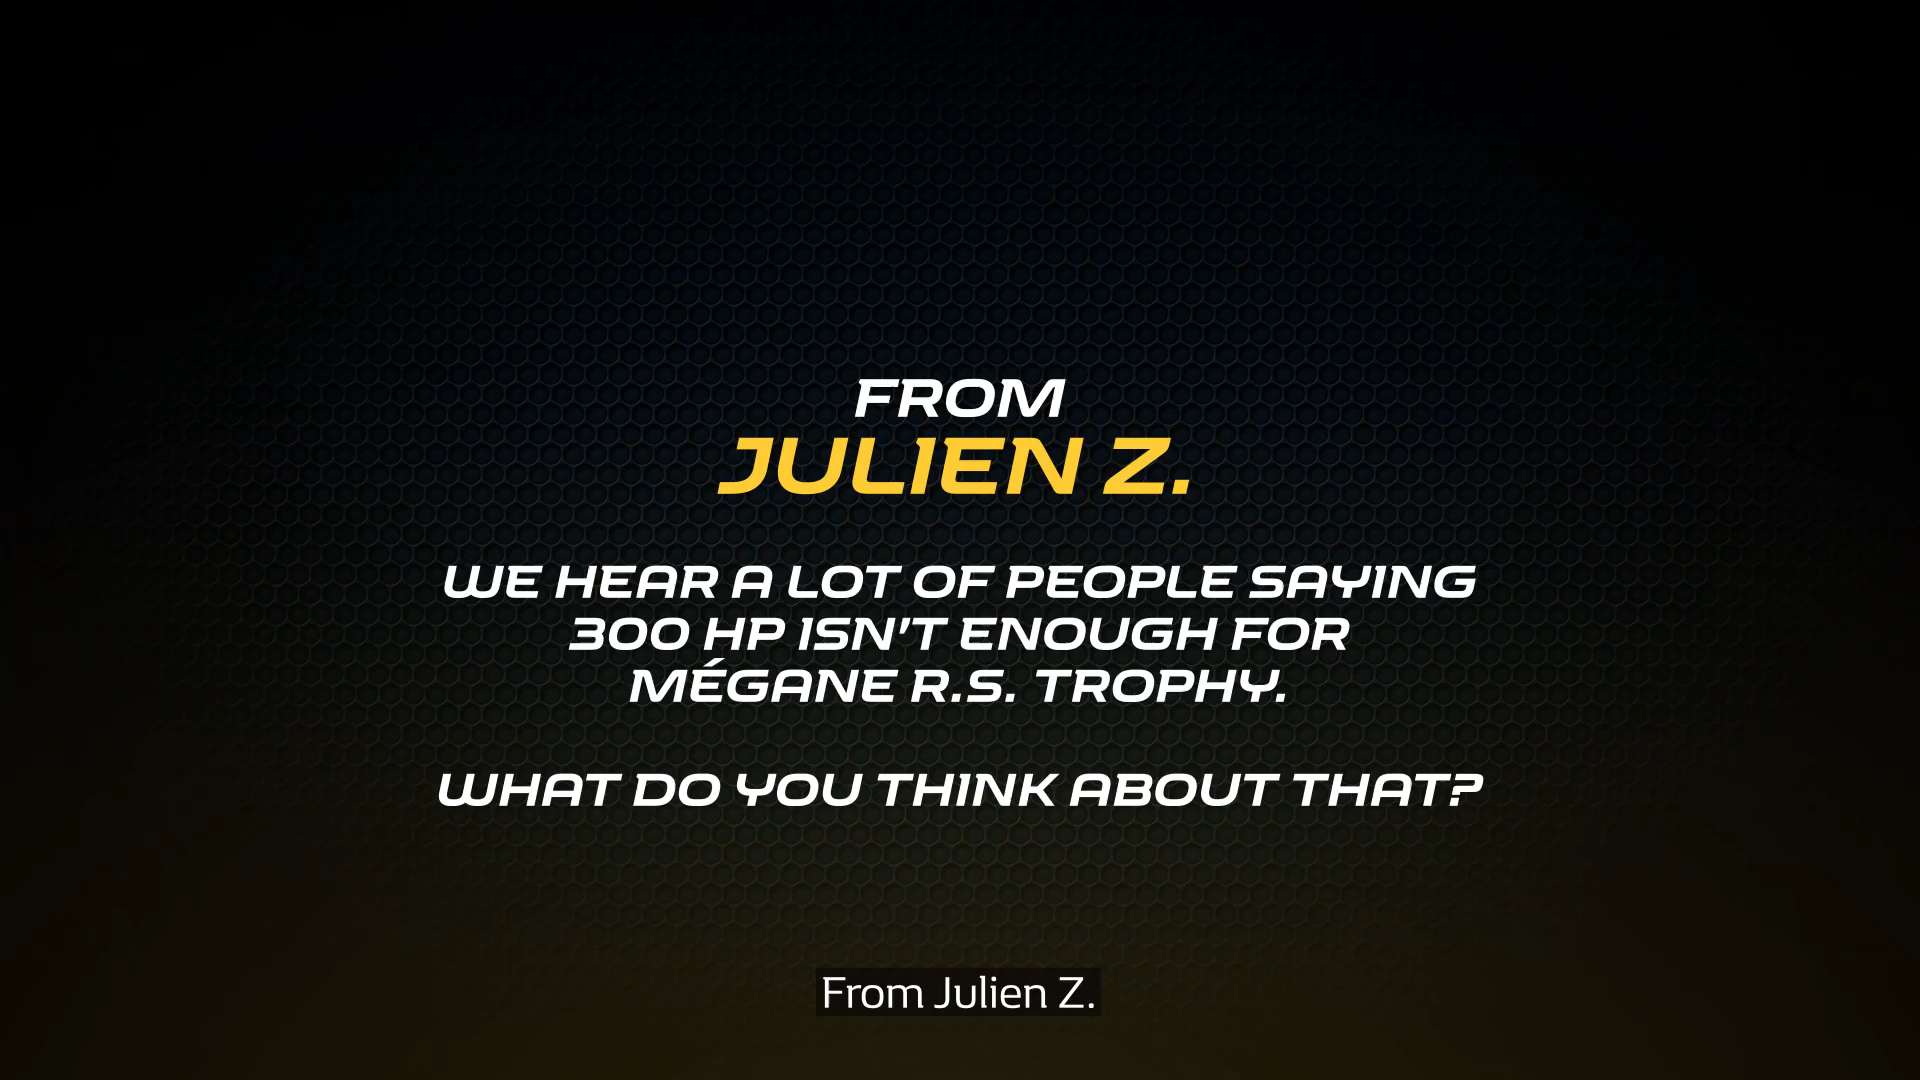 FROM
JULIEN Z.
WE HEAR A LOT OF PEOPLE SAYING
300 HP ISN'T ENOUGH FOR
MÉGANE R.S. TROPHY.
WHAT DO YOU THINK ABOUT THAT?
From Julien Z.